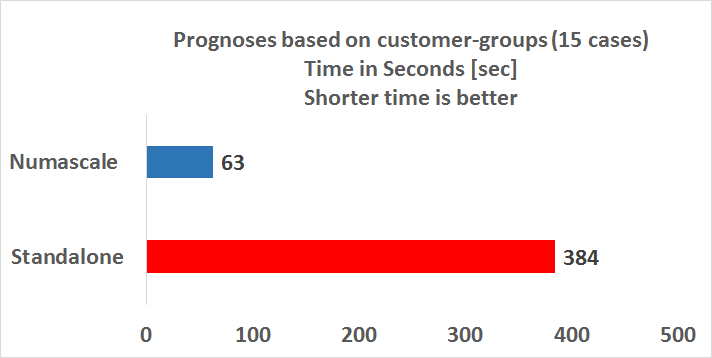 Prognoses based on customer-groups (15 cases)
Time in Seconds [sec]
Shorter time is better
Numascale 63
Standalone 384
0 100 200 300 400 500